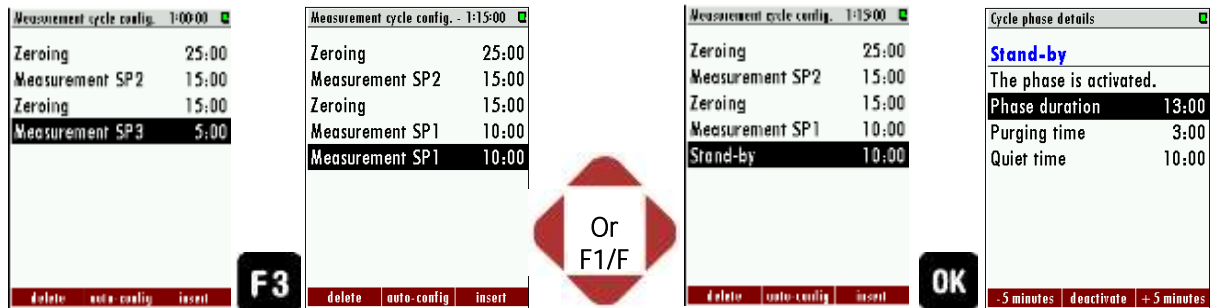 Measurement cycle config. 1:00:00
Zeroing 25:00
Measurement SP2 15:00
Zeroing 15:00
Measurement SP3 5:00
delete auto-config insert
F3
Measurement cycle config. - 1:15:00
Zeroing 25:00
Measurement SP2 15:00
Zeroing 15:00
Measurement SP1 10:00
Measurement SP1 10:00
delete auto-config insert
Or
F1/F
Measurement cycle config. 1:15:00
Zeroing 25:00
Measurement SP2 15:00
Zeroing 15:00
Measurement SP1 10:00
Stand-by 10:00
delete auto-config insert
OK
Cycle phase details
Stand-by
The phase is activated.
Phase duration 13:00
Purging time 3:00
Quiet time 10:00
-5 minutes deactivate +5 minutes